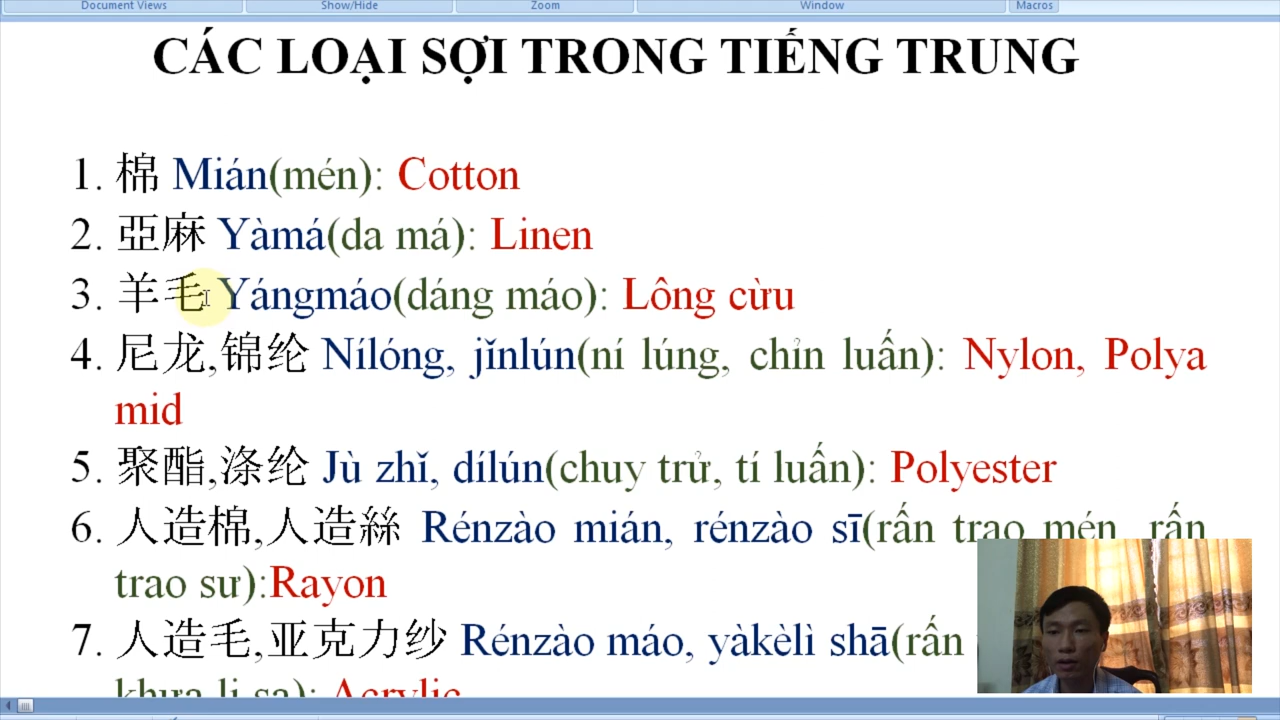 Document Views Show/Hide Zoom Window Macros
CÁC LOẠI SỢI TRONG TIẾNG TRUNG
1. 棉 Mián(mén): Cotton
2. 亞麻 Yàmá(da má): Linen
3. 羊毛 Yángmáo(dáng máo): Lông cừu
4. 尼龙,锦纶 Nílóng, jǐnlún(ní lúng, chỉn luấn): Nylon, Polya
mid
5. 聚酯,涤纶 Jù zhǐ, dílún(chuy trử, tí luấn): Polyester
6. 人造棉,人造絲 Rénzào mián, rénzào sī(rấn trao mén, rấn
trao sư):Rayon
7. 人造毛,亚克力纱 Rénzào máo, yàkèlì shā(rấn
khưa li sa): Acrylic